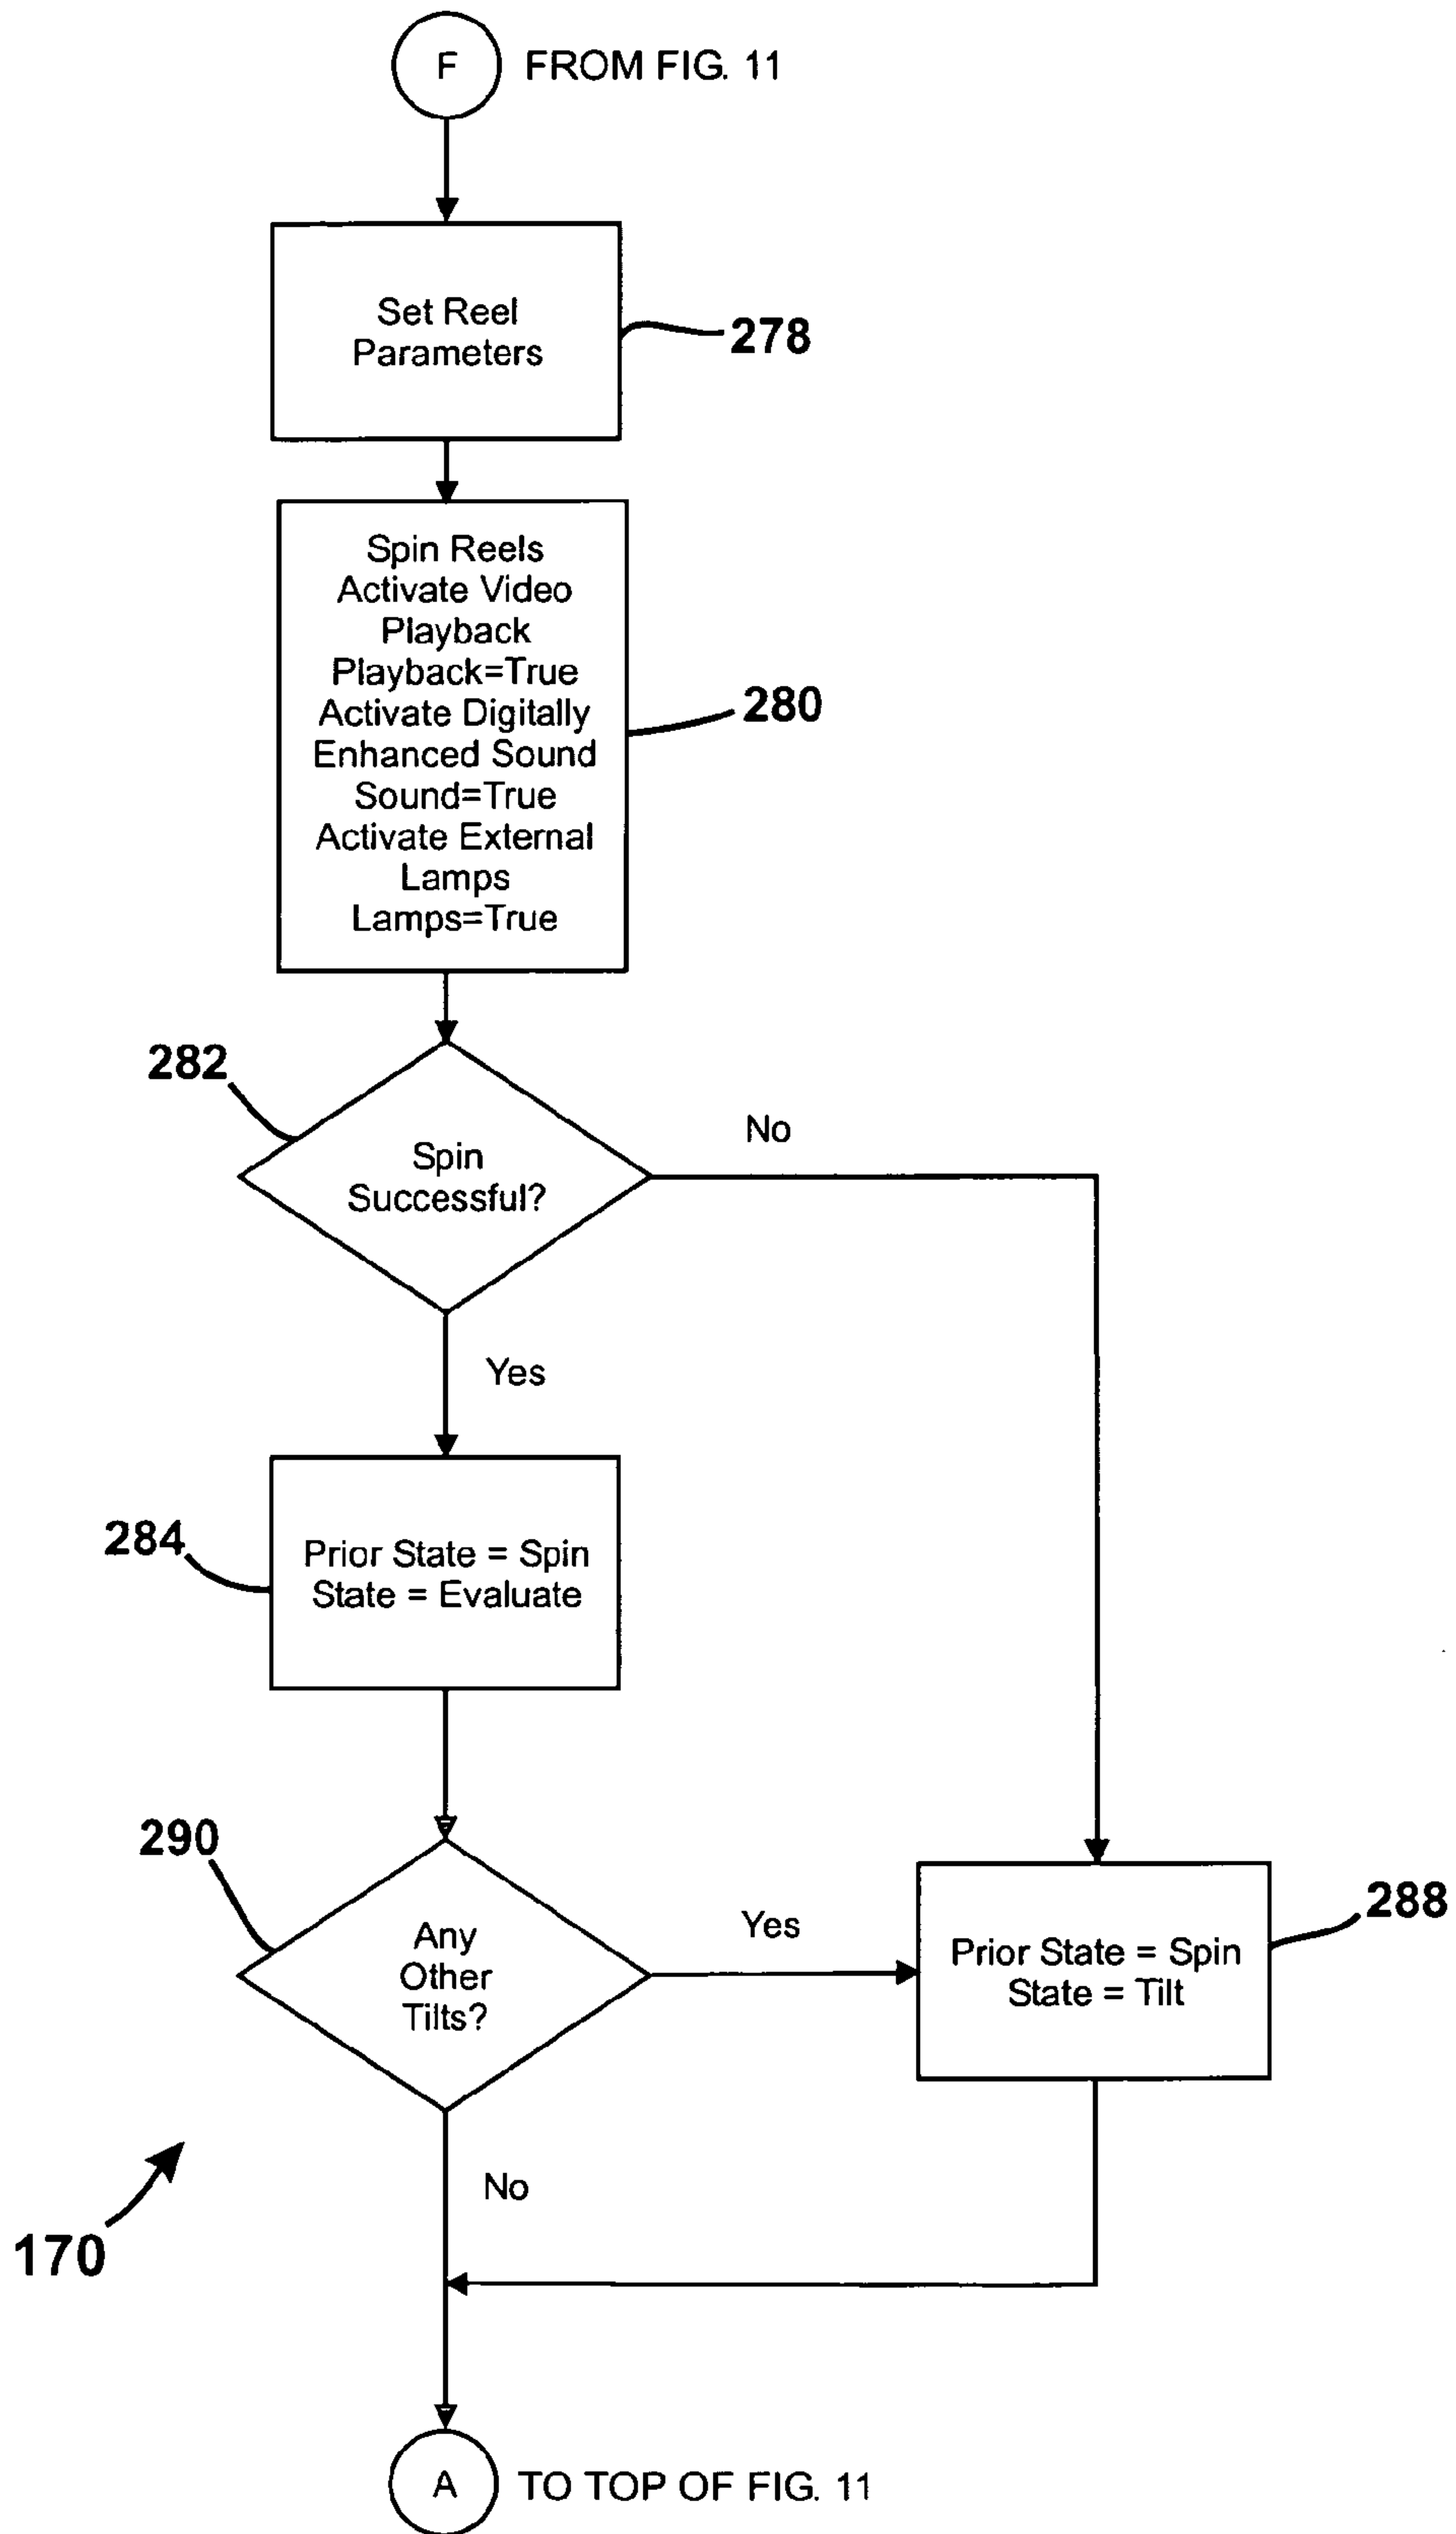 F FROM FIG. 11
Set Reel
Parameters
278
Spin Reels
Activate Video
Playback
Playback=True
Activate Digitally
Enhanced Sound
Sound=True
Activate External
Lamps
Lamps=True
280
282
Spin
Successful?
No
Yes
284
Prior State = Spin
State = Evaluate
290
Any
Other
Tilts?
Yes
Prior State = Spin
State = Tilt
288
No
170
A TO TOP OF FIG. 11